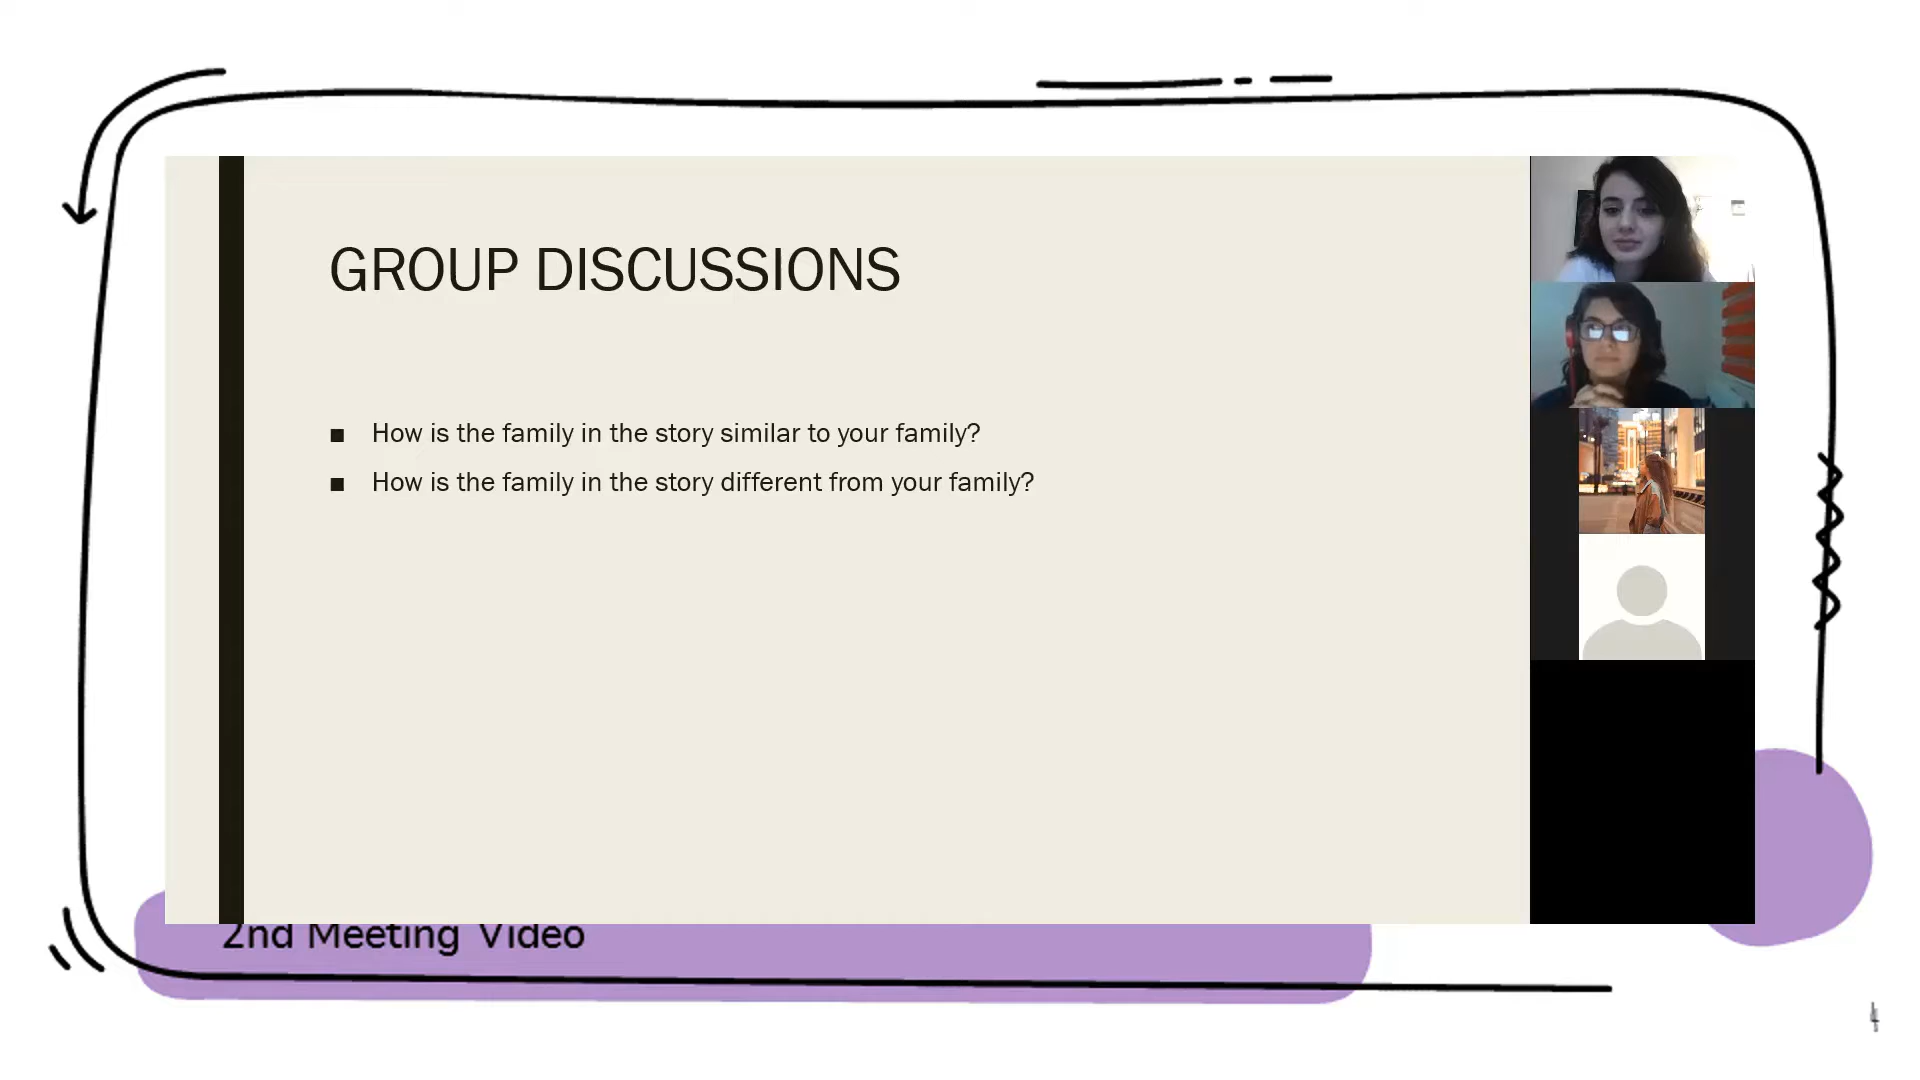 GROUP DISCUSSIONS
■ How is the family in the story similar to your family?
■ How is the family in the story different from your family?
2nd Meeting Video
4